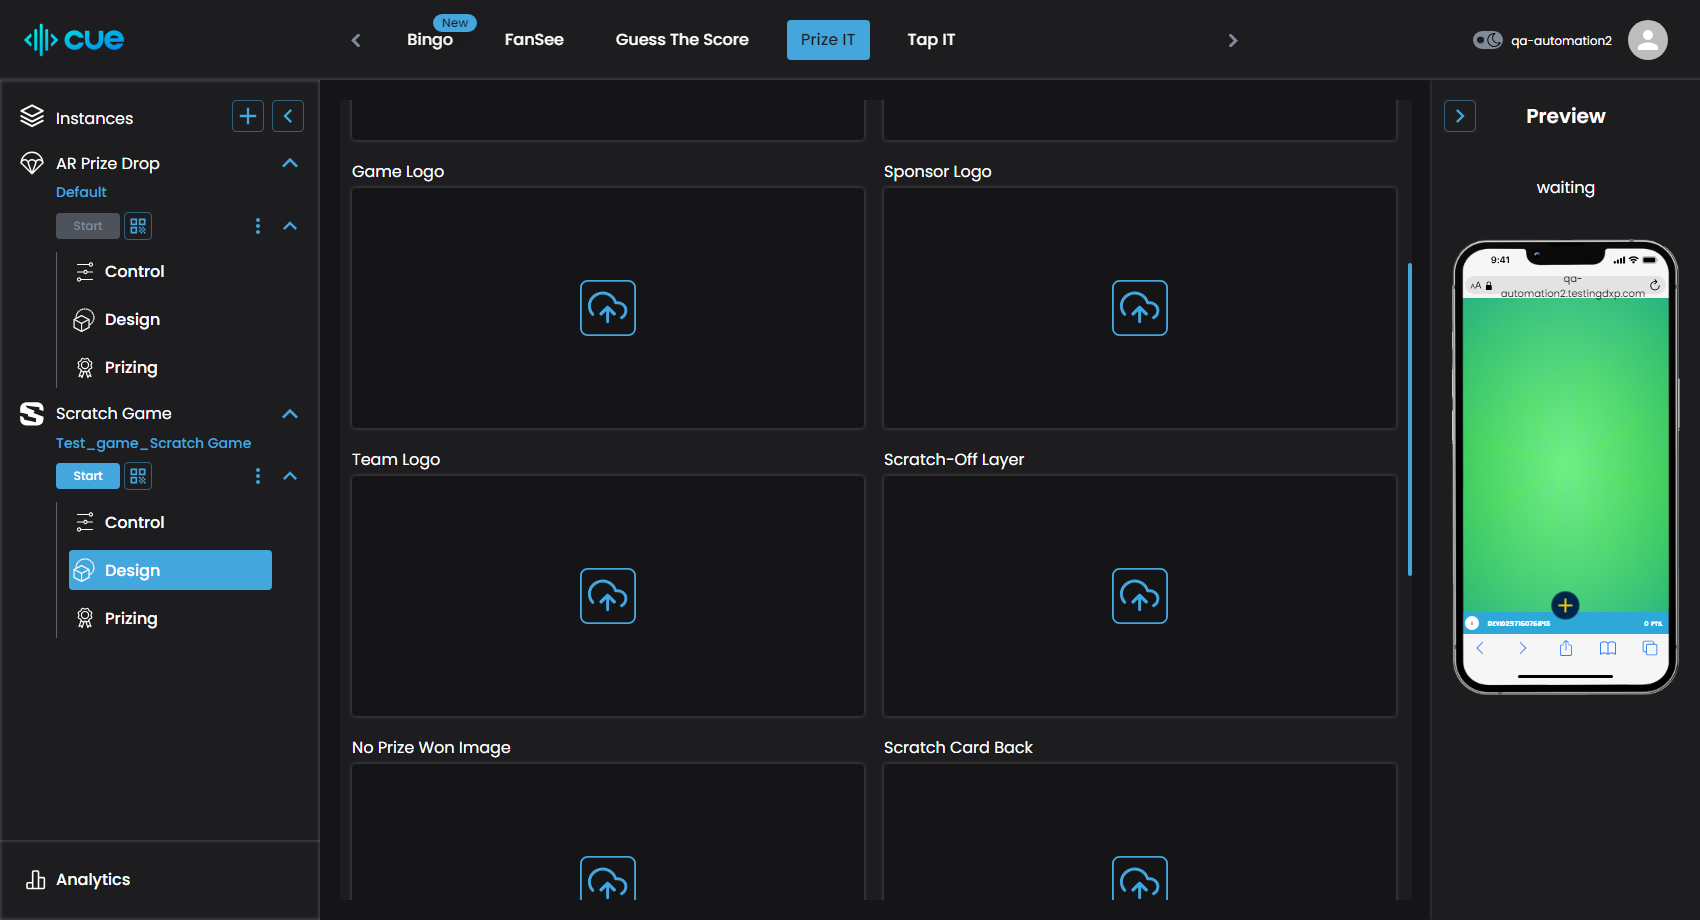 cue
New
Bingo
FanSee
Guess The Score
Prize IT
Tap IT
qa-automation2
Instances
AR Prize Drop
Default
Start
Control
Design
Prizing
Scratch Game
Test_game_Scratch Game
Start
Control
Design
Prizing
Analytics
Game Logo
Sponsor Logo
Team Logo
Scratch-Off Layer
No Prize Won Image
Scratch Card Back
Preview
waiting
9:41
AA
qa-
automation2.testingdxp.com
DEVID29716076845
0 PTS.